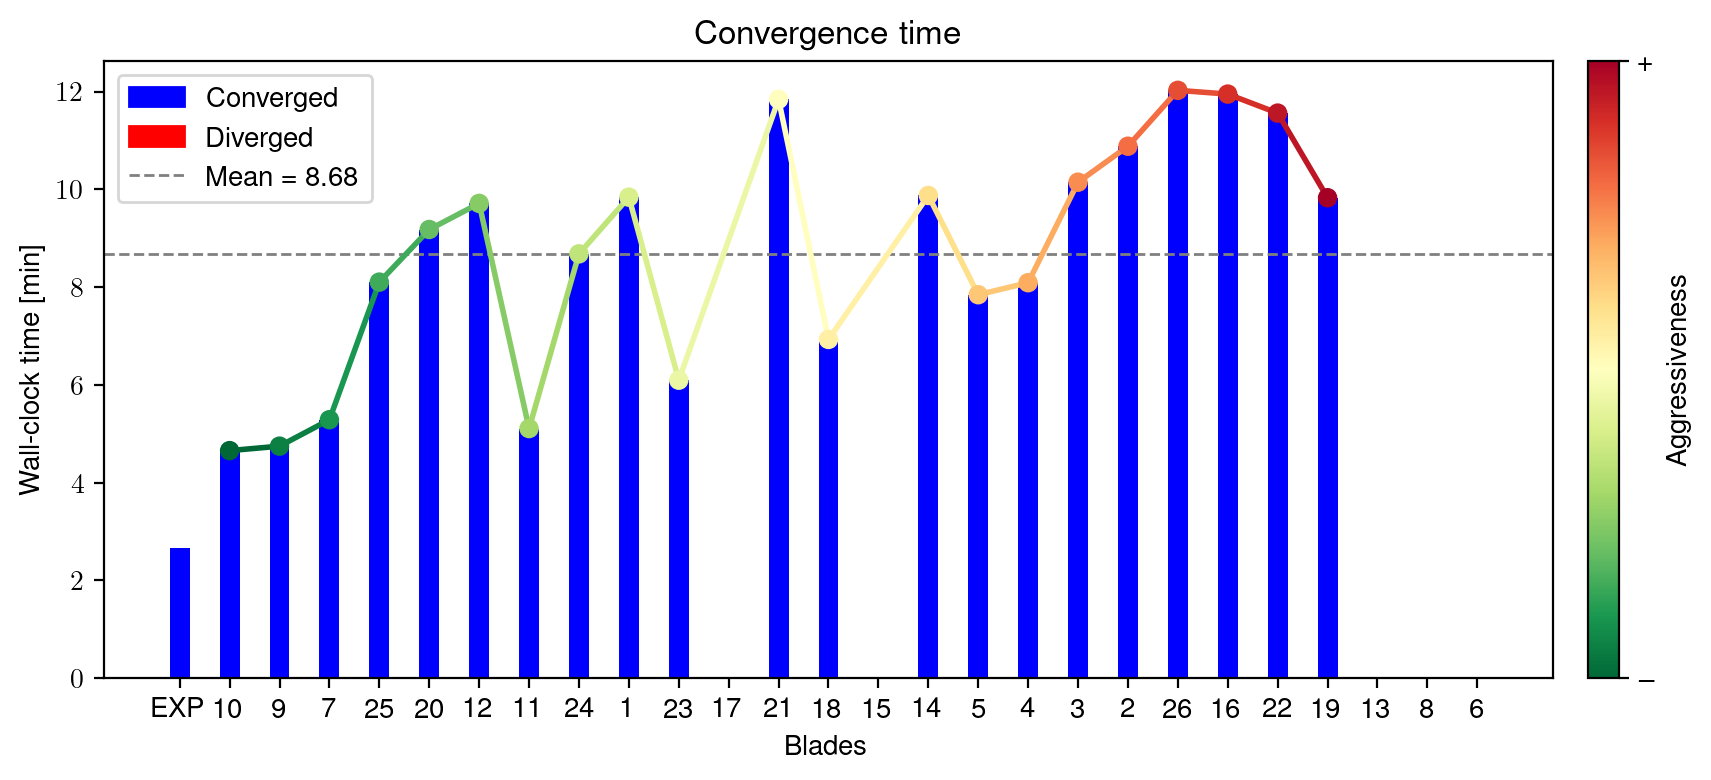 Convergence time
Converged
Diverged
Mean = 8.68
12
10
8
6
4
2
0
Wall-clock time [min]
EXP 10 9 7 25 20 12 11 24 1 23 17 21 18 15 14 5 4 3 2 26 16 22 19 13 8 6
Blades
+
−
Aggressiveness